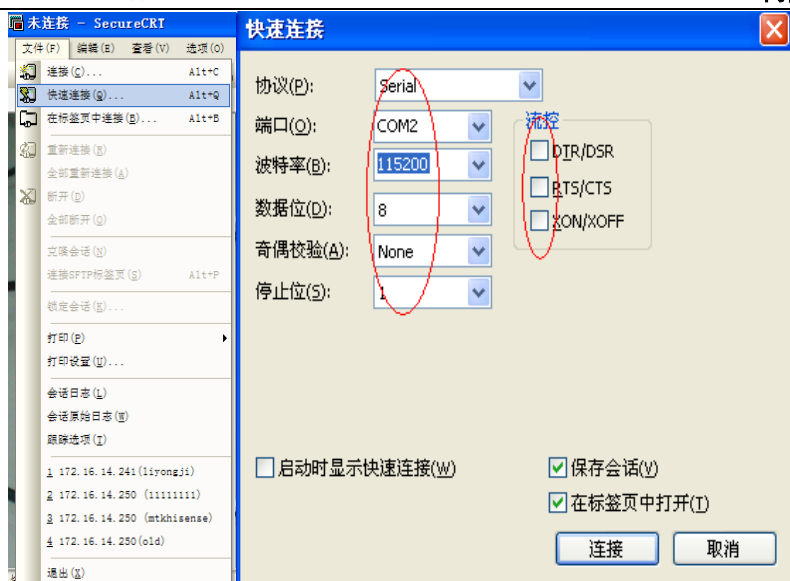 未连接 - SecureCRT
文件(F) 编辑(E) 查看(V) 选项(O)
连接(C)... Alt+C
快速连接(Q)... Alt+Q
在标签页中连接(B)... Alt+B
重新连接(R)
全部重新连接(A)
断开(D)
全部断开(O)
克隆会话(N)
连接SFTP标签页(S) Alt+P
锁定会话(K)...
打印(P)
打印设置(U)...
会话日志(L)
会话原始日志(W)
跟踪选项(T)
1 172.16.14.241(liyongji)
2 172.16.14.250 (11111111)
3 172.16.14.250 (mtkhisense)
4 172.16.14.250(old)
退出(X)
快速连接
协议(P): Serial
端口(O): COM2
波特率(B): 115200
数据位(D): 8
奇偶校验(A): None
停止位(S): 1
流控
DTR/DSR
RTS/CTS
XON/XOFF
启动时显示快速连接(W)
保存会话(V)
在标签页中打开(T)
连接 取消